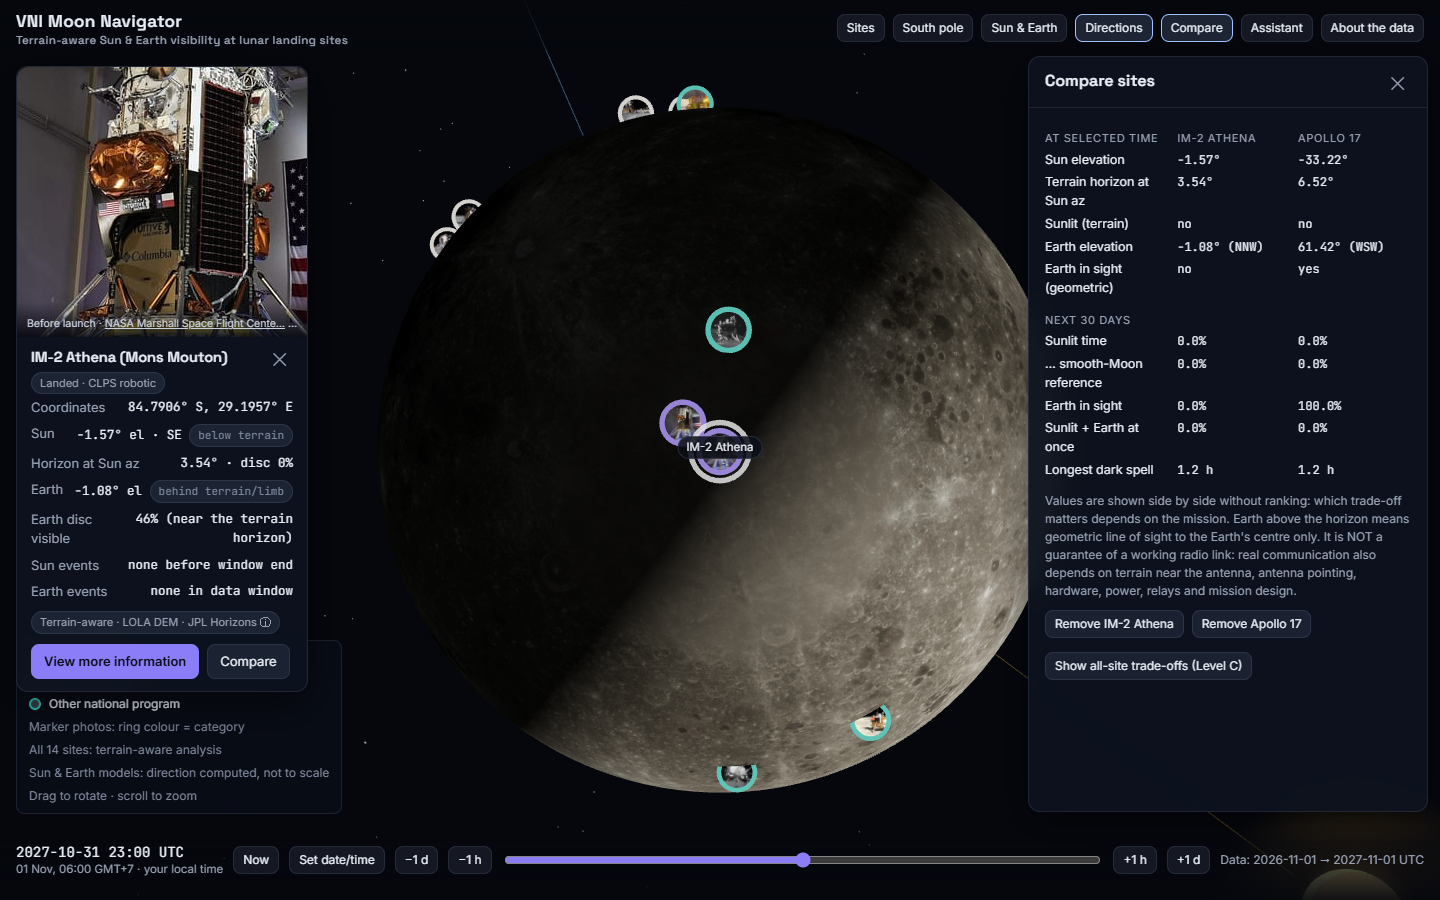 VNI Moon Navigator
Terrain-aware Sun & Earth visibility at lunar landing sites
Sites
South pole
Sun & Earth
Directions
Compare
Assistant
About the data
Columbia
Before launch · NASA Marshall Space Flight Cente... ...
IM-2 Athena (Mons Mouton)
Landed · CLPS robotic
Coordinates 84.7906° S, 29.1957° E
Sun -1.57° el · SE below terrain
Horizon at Sun az 3.54° · disc 0%
Earth -1.08° el behind terrain/limb
Earth disc visible 46% (near the terrain horizon)
Sun events none before window end
Earth events none in data window
Terrain-aware · LOLA DEM · JPL Horizons ⓘ
View more information
Compare
Other national program
Marker photos: ring colour = category
All 14 sites: terrain-aware analysis
Sun & Earth models: direction computed, not to scale
Drag to rotate · scroll to zoom
IM-2 Athena
Compare sites
AT SELECTED TIME IM-2 ATHENA APOLLO 17
Sun elevation -1.57° -33.22°
Terrain horizon at Sun az 3.54° 6.52°
Sunlit (terrain) no no
Earth elevation -1.08° (NNW) 61.42° (WSW)
Earth in sight (geometric) no yes
NEXT 30 DAYS
Sunlit time 0.0% 0.0%
... smooth-Moon reference 0.0% 0.0%
Earth in sight 0.0% 100.0%
Sunlit + Earth at once 0.0% 0.0%
Longest dark spell 1.2 h 1.2 h
Values are shown side by side without ranking: which trade-off
matters depends on the mission. Earth above the horizon means
geometric line of sight to the Earth's centre only. It is NOT a
guarantee of a working radio link: real communication also
depends on terrain near the antenna, antenna pointing,
hardware, power, relays and mission design.
Remove IM-2 Athena
Remove Apollo 17
Show all-site trade-offs (Level C)
2027-10-31 23:00 UTC
01 Nov, 06:00 GMT+7 · your local time
Now
Set date/time
−1 d
−1 h
+1 h
+1 d
Data: 2026-11-01 → 2027-11-01 UTC